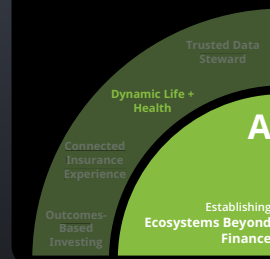 Trusted Data
Steward
Dynamic Life +
Health
Connected
Insurance
Experience
Outcomes-
Based
Investing
A
Establishing
Ecosystems Beyond
Finance